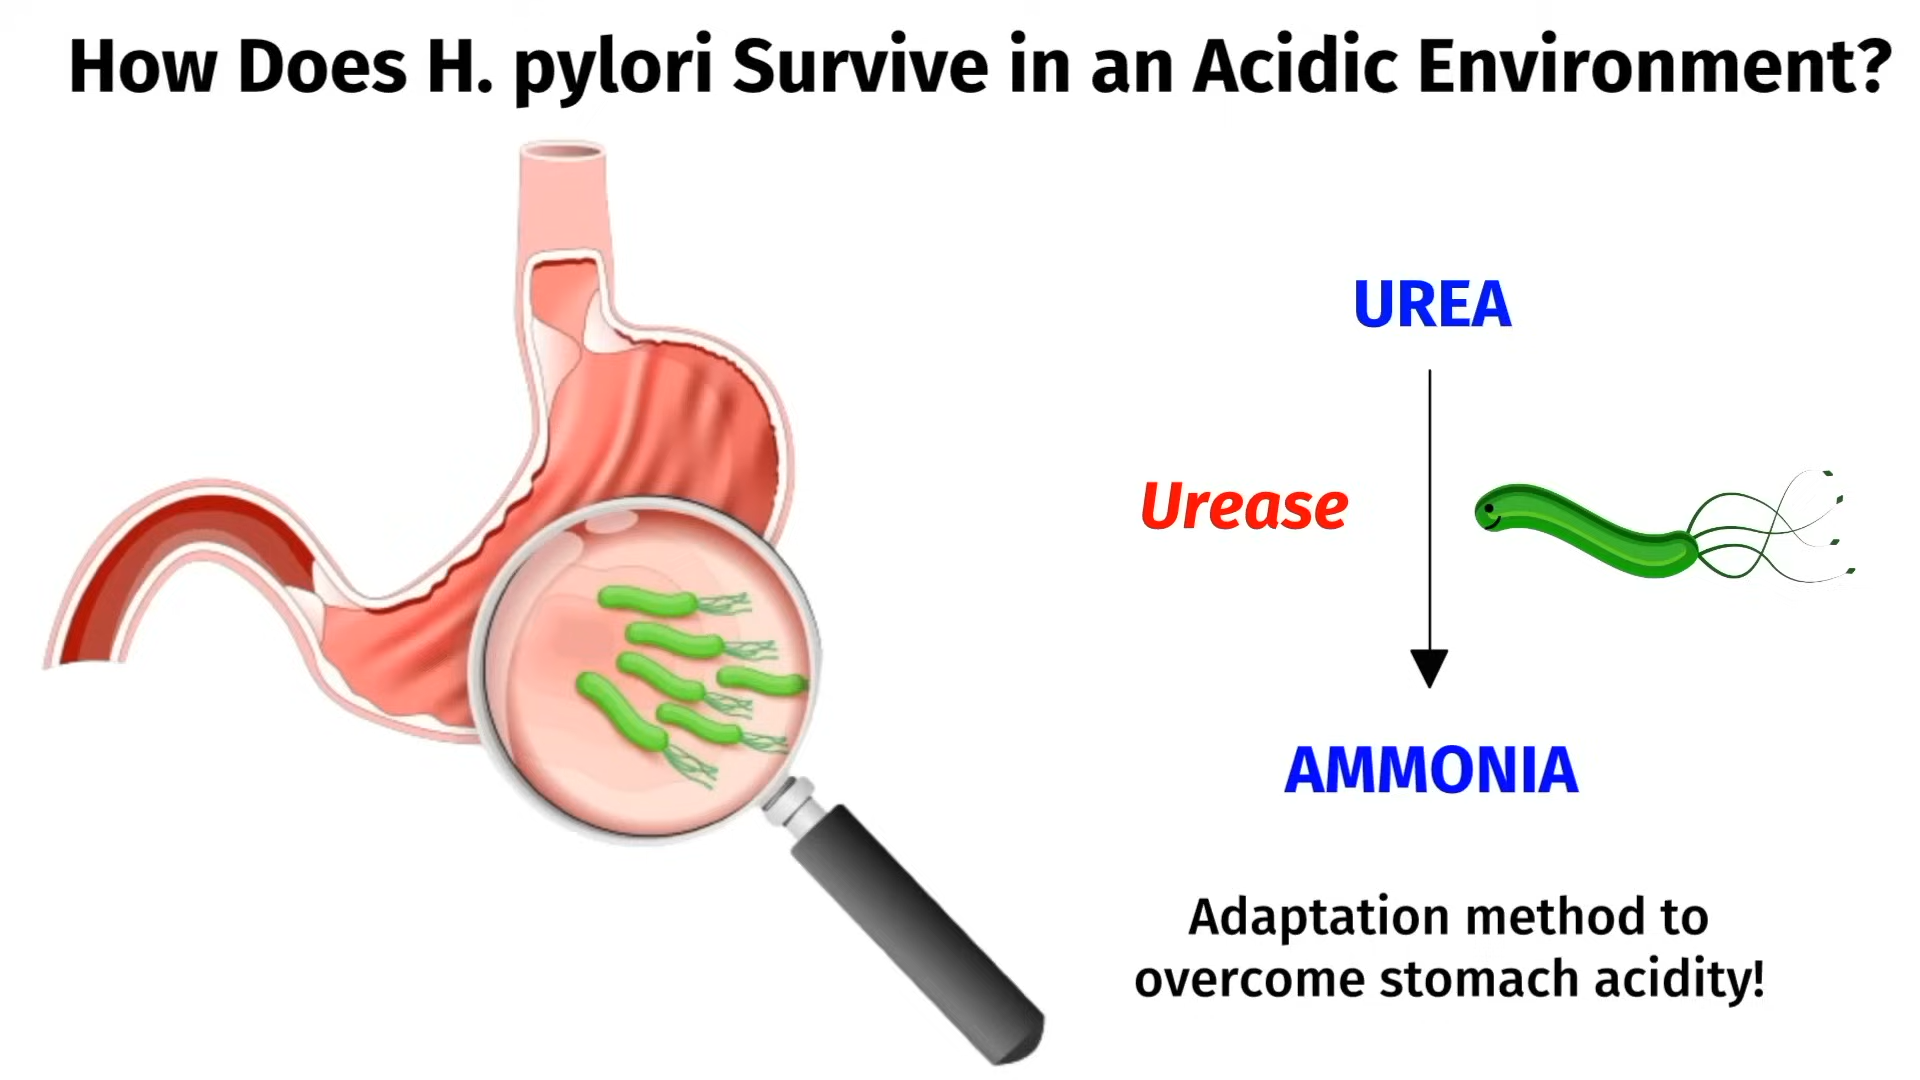 How Does H. pylori Survive in an Acidic Environment?
UREA
Urease
AMMONIA
Adaptation method to
overcome stomach acidity!